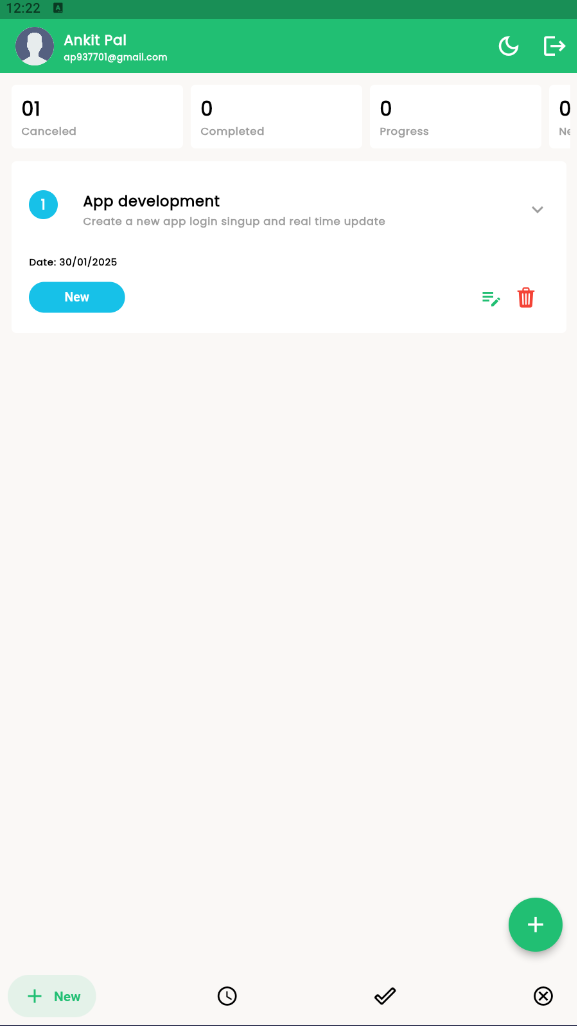 12:22 A
Ankit Pal
ap937701@gmail.com
01
Canceled
0
Completed
0
Progress
0
Ne
1
App development
Create a new app login singup and real time update
Date: 30/01/2025
New
New